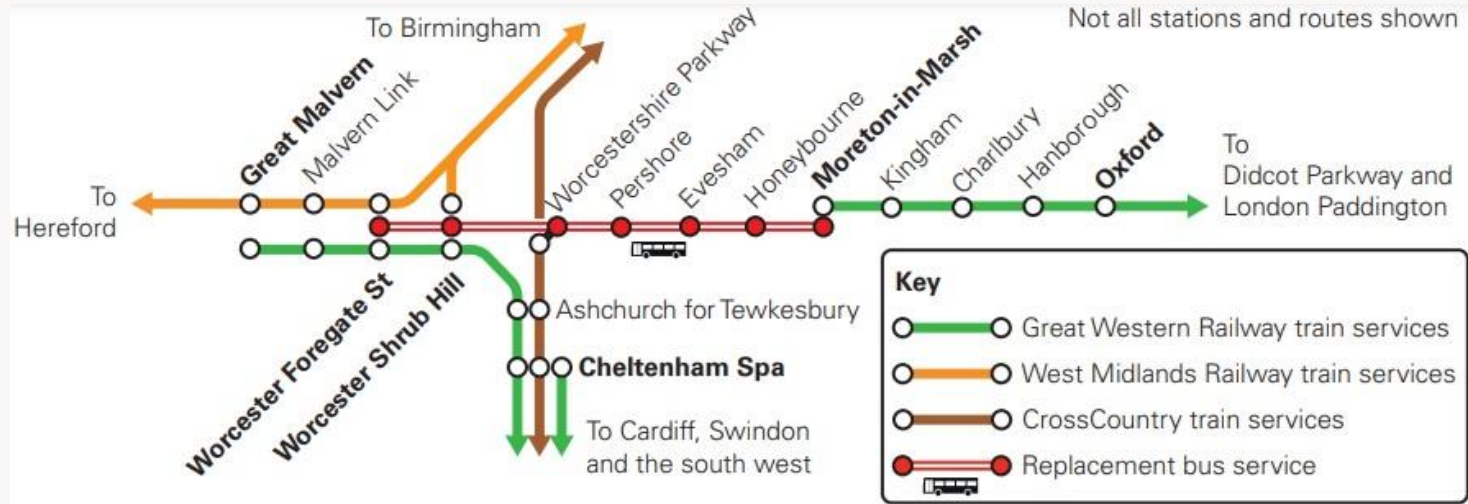 Not all stations and routes shown
To Birmingham
To
Hereford
Great Malvern
Malvern Link
Worcester Foregate St
Worcester Shrub Hill
Worcestershire Parkway
Pershore
Evesham
Honeybourne
Moreton-in-Marsh
Kingham
Charlbury
Hanborough
Oxford
To
Didcot Parkway and
London Paddington
Ashchurch for Tewkesbury
Cheltenham Spa
To Cardiff, Swindon
and the south west
Key
Great Western Railway train services
West Midlands Railway train services
CrossCountry train services
Replacement bus service